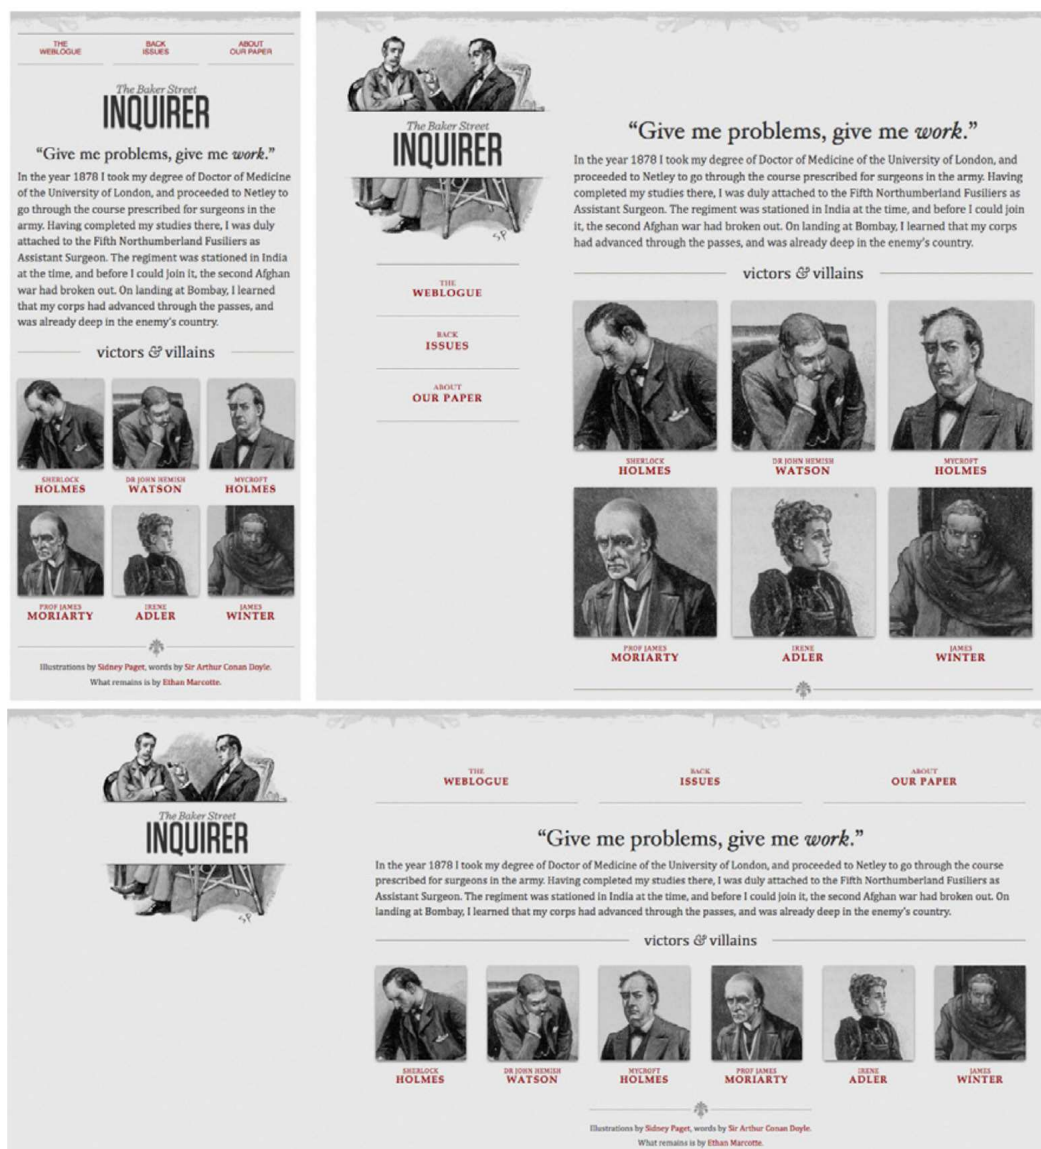 THE
WEBLOGUE
BACK
ISSUES
ABOUT
OUR PAPER
The Baker Street
INQUIRER
“Give me problems, give me work.”
In the year 1878 I took my degree of Doctor of Medicine
of the University of London, and proceeded to Netley to
go through the course prescribed for surgeons in the
army. Having completed my studies there, I was duly
attached to the Fifth Northumberland Fusiliers as
Assistant Surgeon. The regiment was stationed in India
at the time, and before I could join it, the second Afghan
war had broken out. On landing at Bombay, I learned
that my corps had advanced through the passes, and
was already deep in the enemy’s country.
victors & villains
SHERLOCK
HOLMES
DR JOHN HEMISH
WATSON
MYCROFT
HOLMES
PROF JAMES
MORIARTY
IRENE
ADLER
JAMES
WINTER
Illustrations by Sidney Paget, words by Sir Arthur Conan Doyle.
What remains is by Ethan Marcotte.
The Baker Street
INQUIRER
SP
THE
WEBLOGUE
BACK
ISSUES
ABOUT
OUR PAPER
“Give me problems, give me work.”
In the year 1878 I took my degree of Doctor of Medicine of the University of London, and
proceeded to Netley to go through the course prescribed for surgeons in the army. Having
completed my studies there, I was duly attached to the Fifth Northumberland Fusiliers as
Assistant Surgeon. The regiment was stationed in India at the time, and before I could join
it, the second Afghan war had broken out. On landing at Bombay, I learned that my corps
had advanced through the passes, and was already deep in the enemy’s country.
victors & villains
SHERLOCK
HOLMES
DR JOHN HEMISH
WATSON
MYCROFT
HOLMES
PROF JAMES
MORIARTY
IRENE
ADLER
JAMES
WINTER
The Baker Street
INQUIRER
SP
THE
WEBLOGUE
BACK
ISSUES
ABOUT
OUR PAPER
“Give me problems, give me work.”
In the year 1878 I took my degree of Doctor of Medicine of the University of London, and proceeded to Netley to go through the course
prescribed for surgeons in the army. Having completed my studies there, I was duly attached to the Fifth Northumberland Fusiliers as
Assistant Surgeon. The regiment was stationed in India at the time, and before I could join it, the second Afghan war had broken out. On
landing at Bombay, I learned that my corps had advanced through the passes, and was already deep in the enemy’s country.
victors & villains
SHERLOCK
HOLMES
DR JOHN HEMISH
WATSON
MYCROFT
HOLMES
PROF JAMES
MORIARTY
IRENE
ADLER
JAMES
WINTER
Illustrations by Sidney Paget, words by Sir Arthur Conan Doyle.
What remains is by Ethan Marcotte.